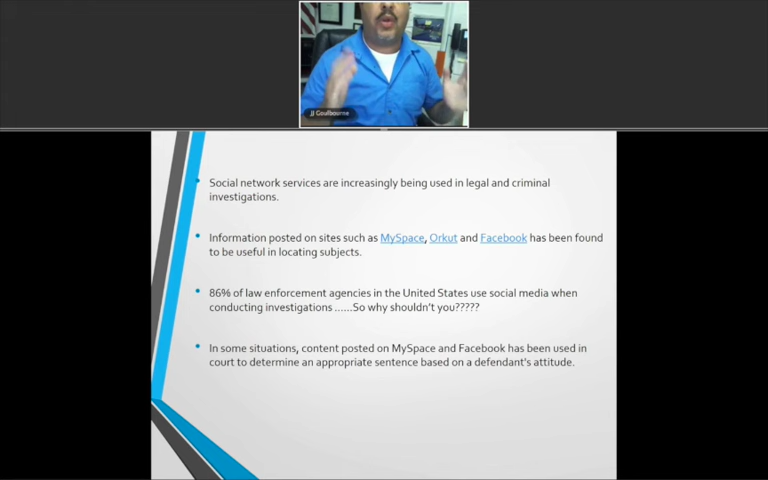 JJ Coulbourne
Social network services are increasingly being used in legal and criminal
investigations.
Information posted on sites such as MySpace, Orkut and Facebook has been found
to be useful in locating subjects.
86% of law enforcement agencies in the United States use social media when
conducting investigations ......So why shouldn't you?????
In some situations, content posted on MySpace and Facebook has been used in
court to determine an appropriate sentence based on a defendant's attitude.